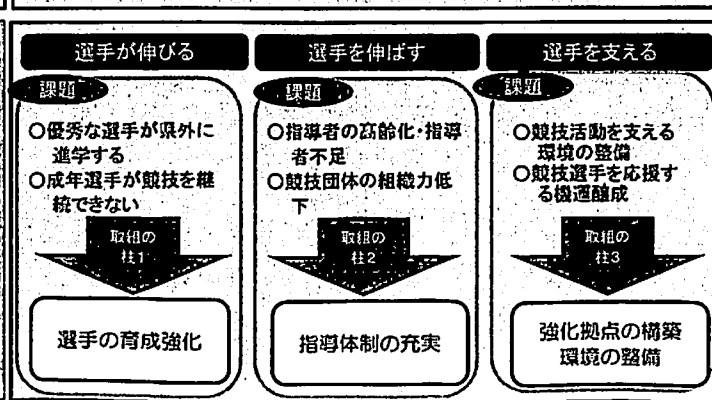 選手が伸びる
課題
○優秀な選手が県外に
進学する
○成年選手が競技を継
続できない
取組の
柱1
選手の育成強化
選手を伸ばす
課題
○指導者の高齢化・指導
者不足
○競技団体の組織力低
下
取組の
柱2
指導体制の充実
選手を支える
課題
○競技活動を支える
環境の整備
○競技選手を応援す
る機運醸成
取組の
柱3
強化拠点の構築
環境の整備